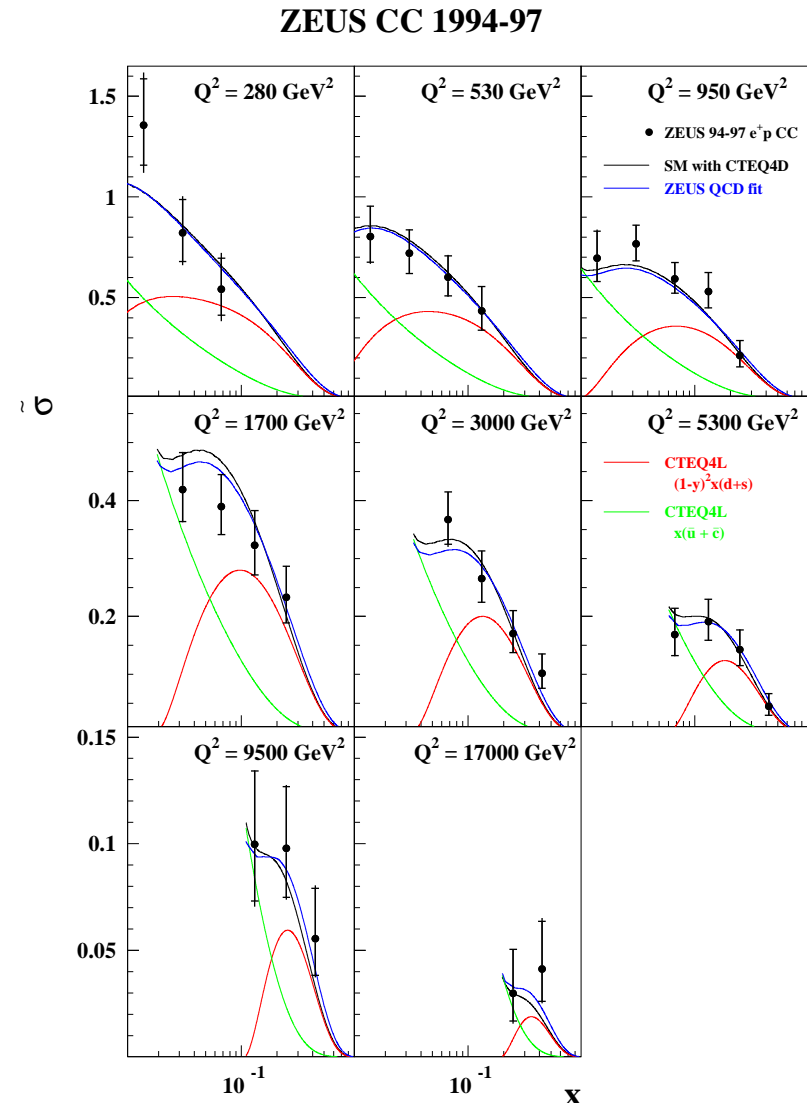 ZEUS CC 1994-97
Q² = 280 GeV²
Q² = 530 GeV²
Q² = 950 GeV²
ZEUS 94-97 e⁺p CC
SM with CTEQ4D
ZEUS QCD fit
1.5
1
0.5
σ̃
Q² = 1700 GeV²
Q² = 3000 GeV²
Q² = 5300 GeV²
CTEQ4L
(1-y)²x(d+s)
CTEQ4L
x(ū + c̄)
0.4
0.2
Q² = 9500 GeV²
Q² = 17000 GeV²
0.15
0.1
0.05
10⁻¹
10⁻¹
x